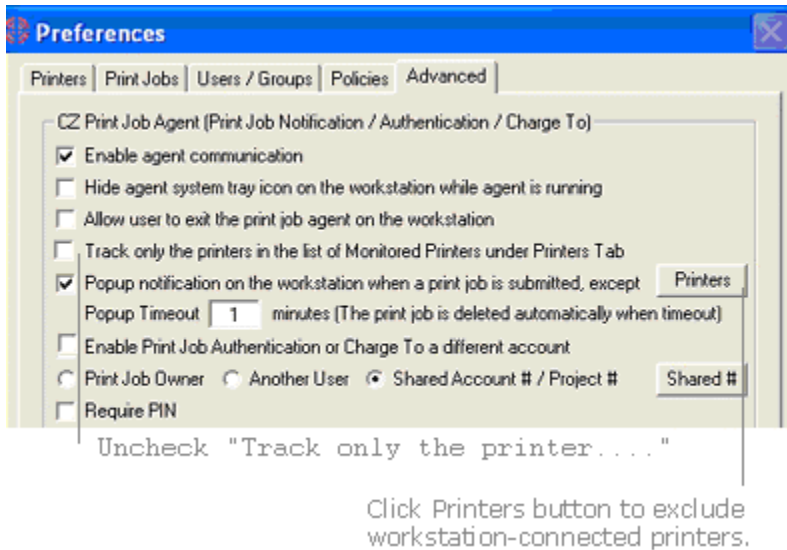 Preferences
Printers Print Jobs Users / Groups Policies Advanced
CZ Print Job Agent (Print Job Notification / Authentication / Charge To)
Enable agent communication
Hide agent system tray icon on the workstation while agent is running
Allow user to exit the print job agent on the workstation
Track only the printers in the list of Monitored Printers under Printers Tab
Popup notification on the workstation when a print job is submitted, except Printers
Popup Timeout 1 minutes (The print job is deleted automatically when timeout)
Enable Print Job Authentication or Charge To a different account
Print Job Owner Another User Shared Account # / Project # Shared #
Require PIN
Uncheck "Track only the printer...."
Click Printers button to exclude
workstation-connected printers.